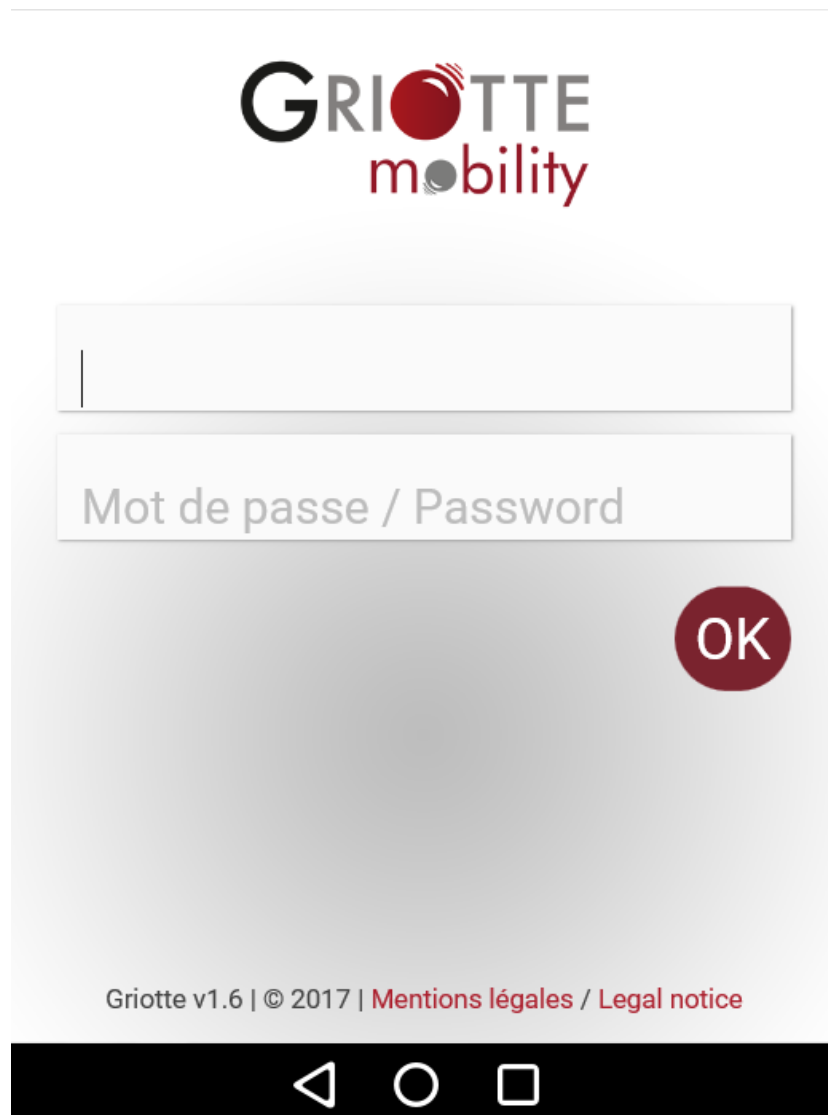 GRIOTTE
mobility
Mot de passe / Password
OK
Griotte v1.6 | © 2017 | Mentions légales / Legal notice